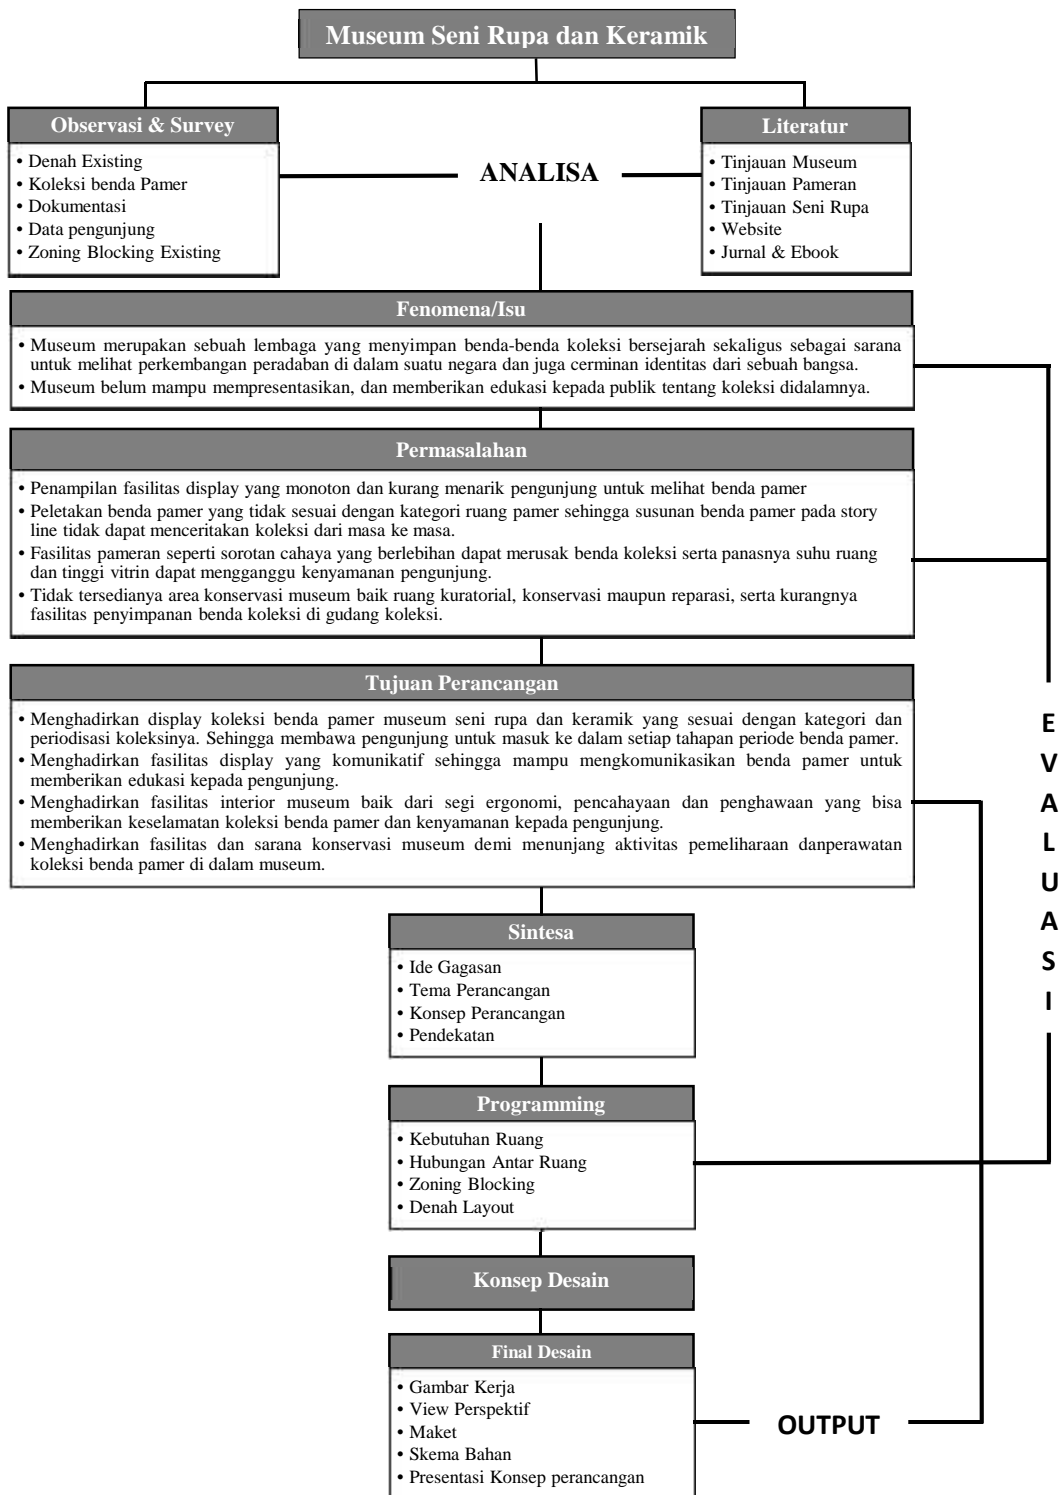 Museum Seni Rupa dan Keramik
Observasi & Survey
• Denah Existing
• Koleksi benda Pamer
• Dokumentasi
• Data pengunjung
• Zoning Blocking Existing
ANALISA
Literatur
• Tinjauan Museum
• Tinjauan Pameran
• Tinjauan Seni Rupa
• Website
• Jurnal & Ebook
Fenomena/Isu
• Museum merupakan sebuah lembaga yang menyimpan benda-benda koleksi bersejarah sekaligus sebagai sarana
untuk melihat perkembangan peradaban di dalam suatu negara dan juga cerminan identitas dari sebuah bangsa.
• Museum belum mampu mempresentasikan, dan memberikan edukasi kepada publik tentang koleksi didalamnya.
Permasalahan
• Penampilan fasilitas display yang monoton dan kurang menarik pengunjung untuk melihat benda pamer
• Peletakan benda pamer yang tidak sesuai dengan kategori ruang pamer sehingga susunan benda pamer pada story
line tidak dapat menceritakan koleksi dari masa ke masa.
• Fasilitas pameran seperti sorotan cahaya yang berlebihan dapat merusak benda koleksi serta panasnya suhu ruang
dan tinggi vitrin dapat mengganggu kenyamanan pengunjung.
• Tidak tersedianya area konservasi museum baik ruang kuratorial, konservasi maupun reparasi, serta kurangnya
fasilitas penyimpanan benda koleksi di gudang koleksi.
Tujuan Perancangan
• Menghadirkan display koleksi benda pamer museum seni rupa dan keramik yang sesuai dengan kategori dan
periodisasi koleksinya. Sehingga membawa pengunjung untuk masuk ke dalam setiap tahapan periode benda pamer.
• Menghadirkan fasilitas display yang komunikatif sehingga mampu mengkomunikasikan benda pamer untuk
memberikan edukasi kepada pengunjung.
• Menghadirkan fasilitas interior museum baik dari segi ergonomi, pencahayaan dan penghawaan yang bisa
memberikan keselamatan koleksi benda pamer dan kenyamanan kepada pengunjung.
• Menghadirkan fasilitas dan sarana konservasi museum demi menunjang aktivitas pemeliharaan danperawatan
koleksi benda pamer di dalam museum.
E
V
A
L
U
A
S
I
Sintesa
• Ide Gagasan
• Tema Perancangan
• Konsep Perancangan
• Pendekatan
Programming
• Kebutuhan Ruang
• Hubungan Antar Ruang
• Zoning Blocking
• Denah Layout
Konsep Desain
Final Desain
• Gambar Kerja
• View Perspektif
• Maket
• Skema Bahan
• Presentasi Konsep perancangan
OUTPUT